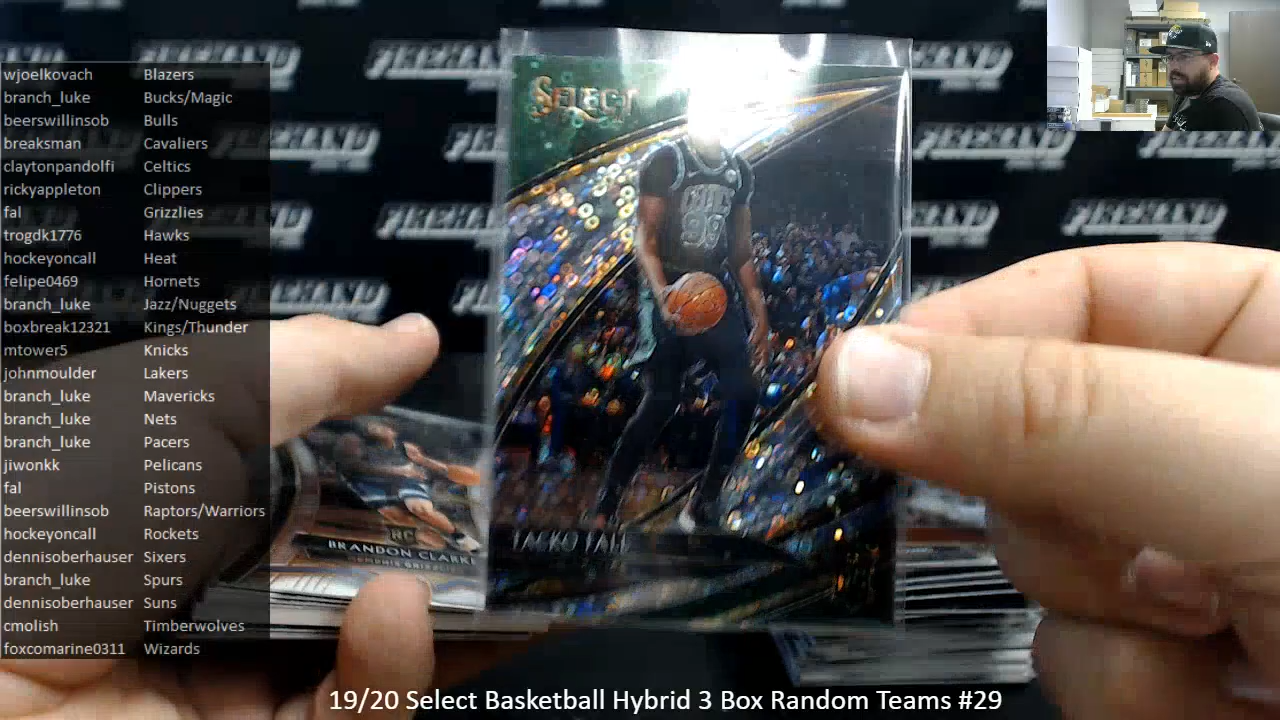 wjoelkovach Blazers
branch_luke Bucks/Magic
beerswillinsob Bulls
breaksman Cavaliers
claytonpandolfi Celtics
rickyappleton Clippers
fal Grizzlies
trogdk1776 Hawks
hockeyoncall Heat
felipe0469 Hornets
branch_luke Jazz/Nuggets
boxbreak12321 Kings/Thunder
mtower5 Knicks
johnmoulder Lakers
branch_luke Mavericks
branch_luke Nets
branch_luke Pacers
jiwonkk Pelicans
fal Pistons
beerswillinsob Raptors/Warriors
hockeyoncall Rockets
dennisoberhauser Sixers
branch_luke Spurs
dennisoberhauser Suns
cmolish Timberwolves
foxcomarine0311 Wizards
SELECT
99
TACKO FALL
RC
BRANDON CLARKE
19/20 Select Basketball Hybrid 3 Box Random Teams #29